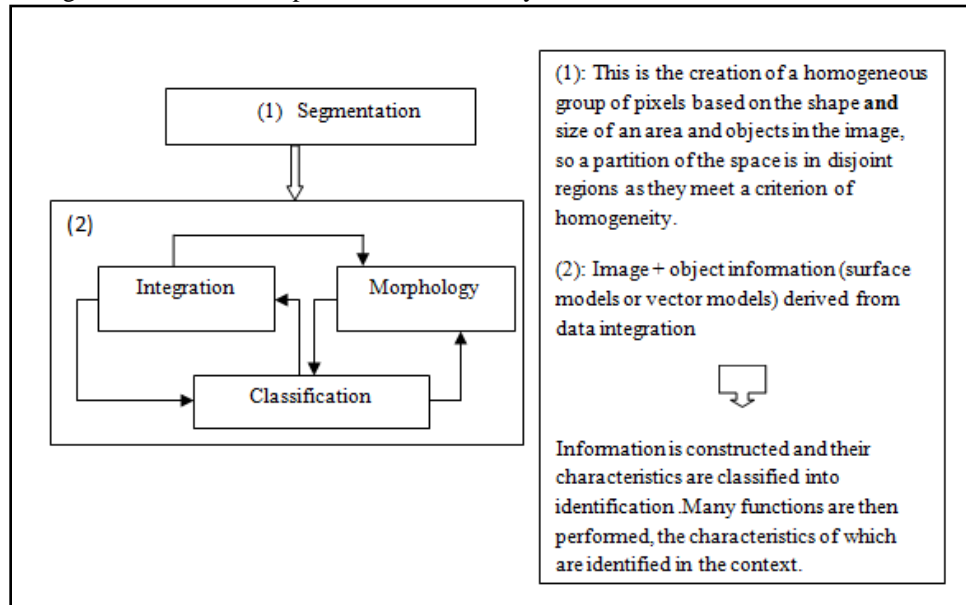 (1) Segmentation
(2)
Integration
Morphology
Classification
(1): This is the creation of a homogeneous
group of pixels based on the shape and
size of an area and objects in the image,
so a partition of the space is in disjoint
regions as they meet a criterion of
homogeneity.
(2): Image + object information (surface
models or vector models) derived from
data integration
Information is constructed and their
characteristics are classified into
identification .Many functions are then
performed, the characteristics of which
are identified in the context.